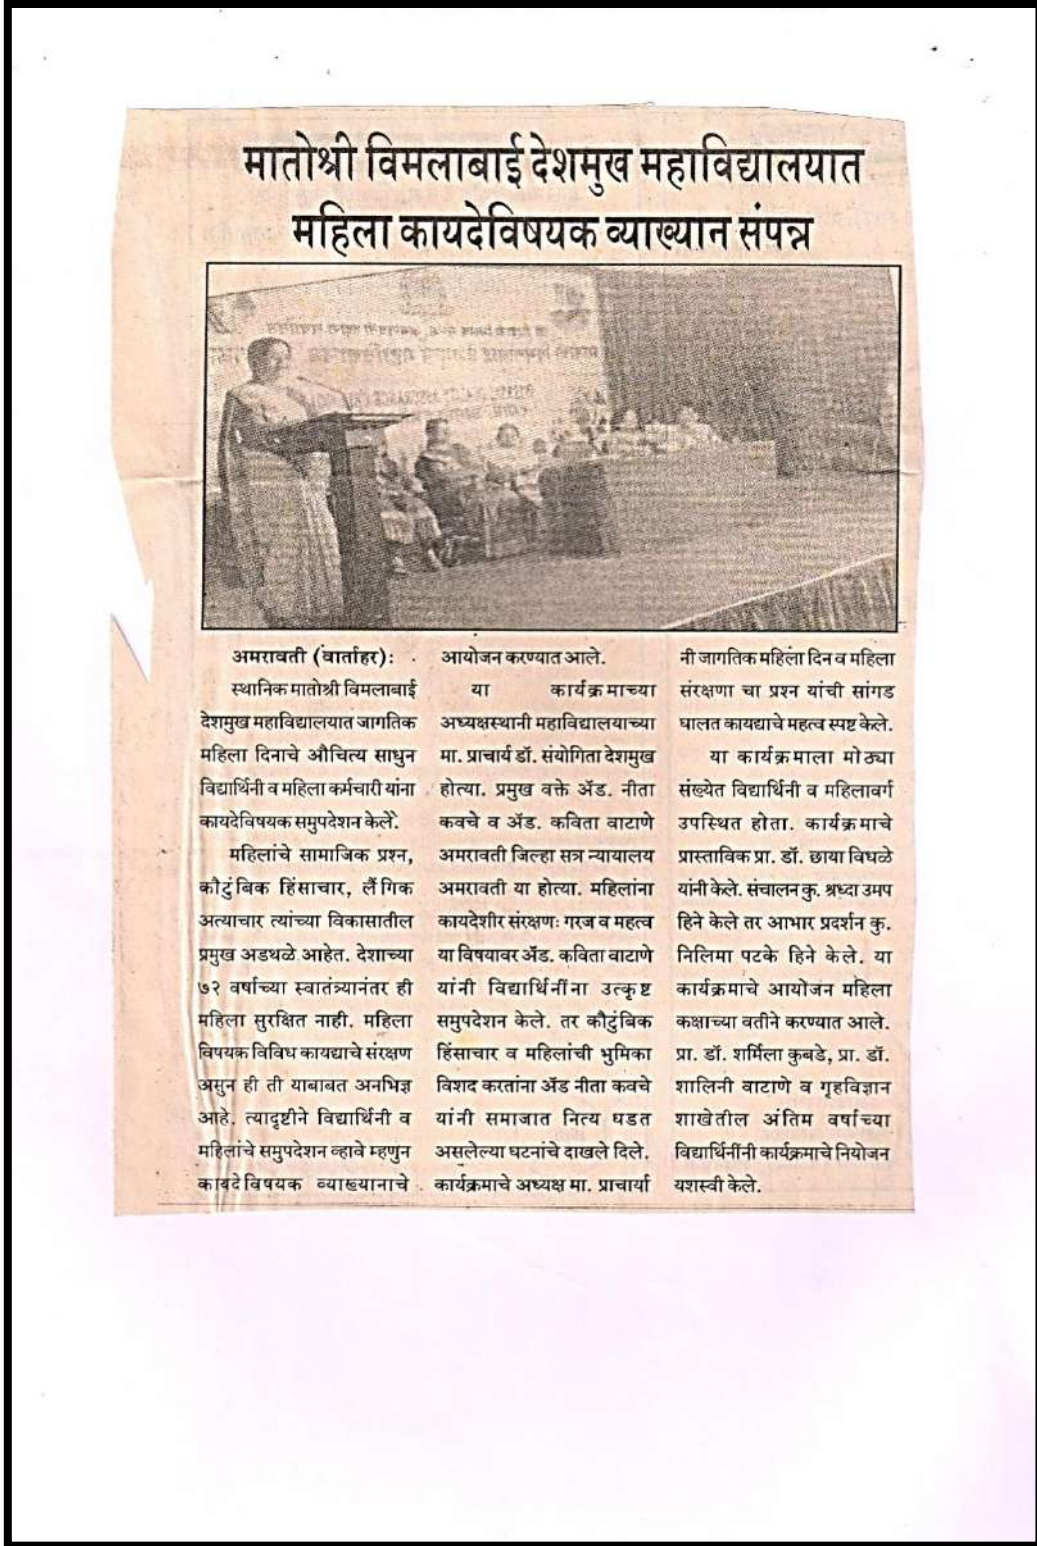 मातोश्री विमलाबाई देशमुख महाविद्यालयात
महिला कायदेविषयक व्याख्यान संपन्न
अमरावती (वार्ताहर):
स्थानिक मातोश्री विमलाबाई
देशमुख महाविद्यालयात जागतिक
महिला दिनाचे औचित्य साधुन
विद्यार्थिनी व महिला कर्मचारी यांना
कायदेविषयक समुपदेशन केले.
महिलांचे सामाजिक प्रश्न,
कौटुंबिक हिंसाचार, लैंगिक
अत्याचार त्यांच्या विकासातील
प्रमुख अडथळे आहेत. देशाच्या
७२ वर्षाच्या स्वातंत्र्यानंतर ही
महिला सुरक्षित नाही. महिला
विषयक विविध कायद्याचे संरक्षण
असुन ही ती याबाबत अनभिज्ञ
आहे. त्यादृष्टीने विद्यार्थिनी व
महिलांचे समुपदेशन व्हावे म्हणुन
कायदेविषयक व्याख्यानाचे
आयोजन करण्यात आले.
या कार्यक्रमाच्या
अध्यक्षस्थानी महाविद्यालयाच्या
मा. प्राचार्य डॉ. संयोगिता देशमुख
होत्या. प्रमुख वक्ते ॲड. नीता
कवचे व ॲड. कविता वाटाणे
अमरावती जिल्हा सत्र न्यायालय
अमरावती या होत्या. महिलांना
कायदेशीर संरक्षणः गरज व महत्व
या विषयावर ॲड. कविता वाटाणे
यांनी विद्यार्थिनींना उत्कृष्ट
समुपदेशन केले. तर कौटुंबिक
हिंसाचार व महिलांची भुमिका
विशद करतांना ॲड नीता कवचे
यांनी समाजात नित्य घडत
असलेल्या घटनांचे दाखले दिले.
कार्यक्रमाचे अध्यक्ष मा. प्राचार्या
नी जागतिक महिला दिन व महिला
संरक्षणा चा प्रश्न यांची सांगड
घालत कायद्याचे महत्व स्पष्ट केले.
या कार्यक्रमाला मोठ्या
संख्येत विद्यार्थिनी व महिलावर्ग
उपस्थित होता. कार्यक्रमाचे
प्रास्ताविक प्रा. डॉ. छाया विघळे
यांनी केले. संचालन कु. श्रध्दा उमप
हिने केले तर आभार प्रदर्शन कु.
निलिमा पटके हिने केले. या
कार्यक्रमाचे आयोजन महिला
कक्षाच्या वतीने करण्यात आले.
प्रा. डॉ. शर्मिला कुबडे, प्रा. डॉ.
शालिनी वाटाणे व गृहविज्ञान
शाखेतील अंतिम वर्षाच्या
विद्यार्थिनींनी कार्यक्रमाचे नियोजन
यशस्वी केले.